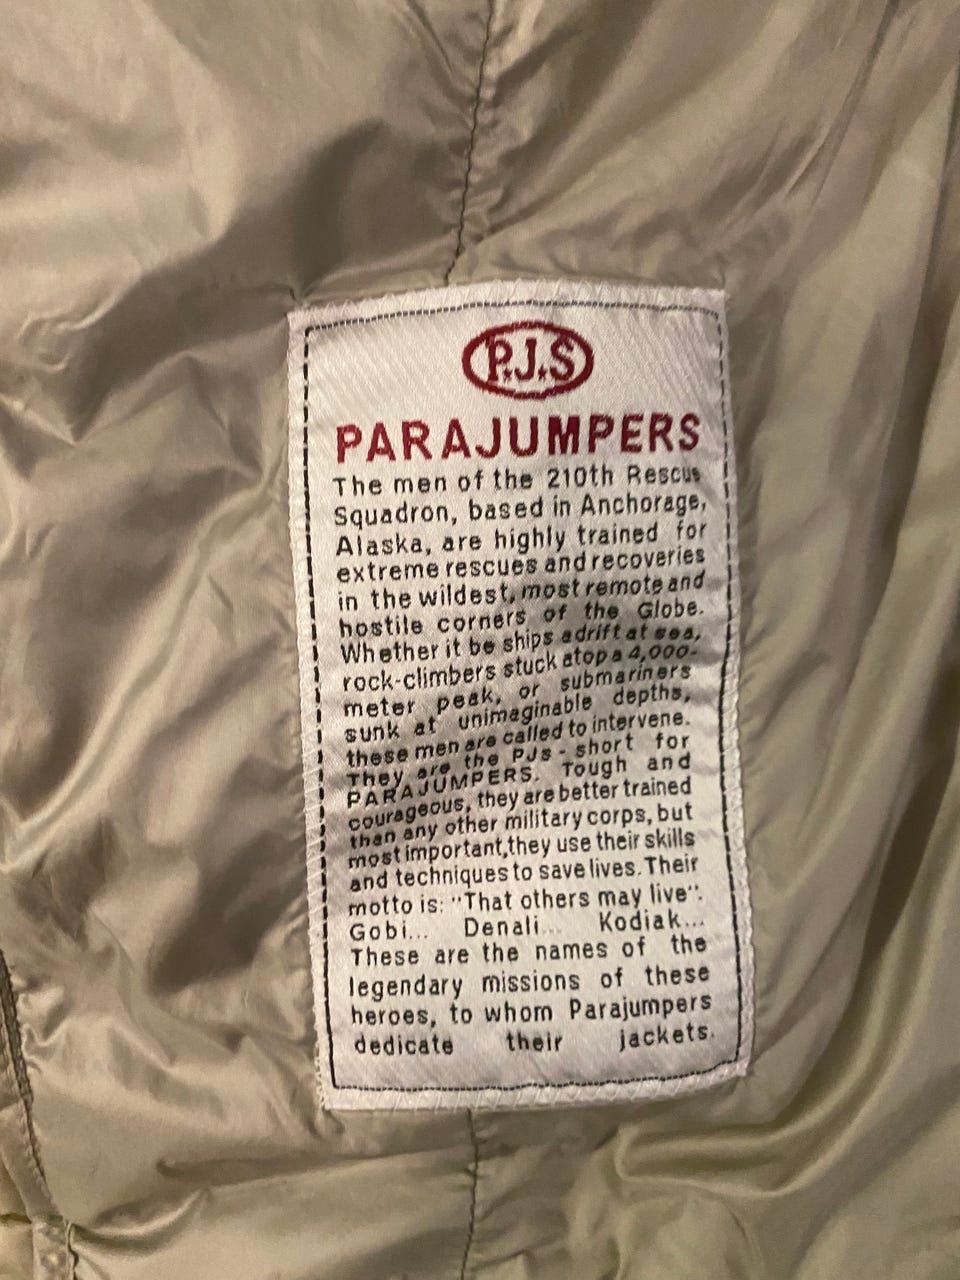 P.J.S
PARAJUMPERS
The men of the 210th Rescue
Squadron, based in Anchorage,
Alaska, are highly trained for
extreme rescues and recoveries
in the wildest, most remote and
hostile corners of the Globe.
Whether it be ships adrift at sea,
rock-climbers stuck atop a 4,000-
meter peak, or submariners
sunk at unimaginable depths,
these men are called to intervene.
They are the PJs - short for
PARAJUMPERS. Tough and
courageous, they are better trained
than any other military corps, but
most important,they use their skills
and techniques to save lives. Their
motto is: "That others may live".
Gobi... Denali... Kodiak...
These are the names of the
legendary missions of these
heroes, to whom Parajumpers
dedicate their jackets.